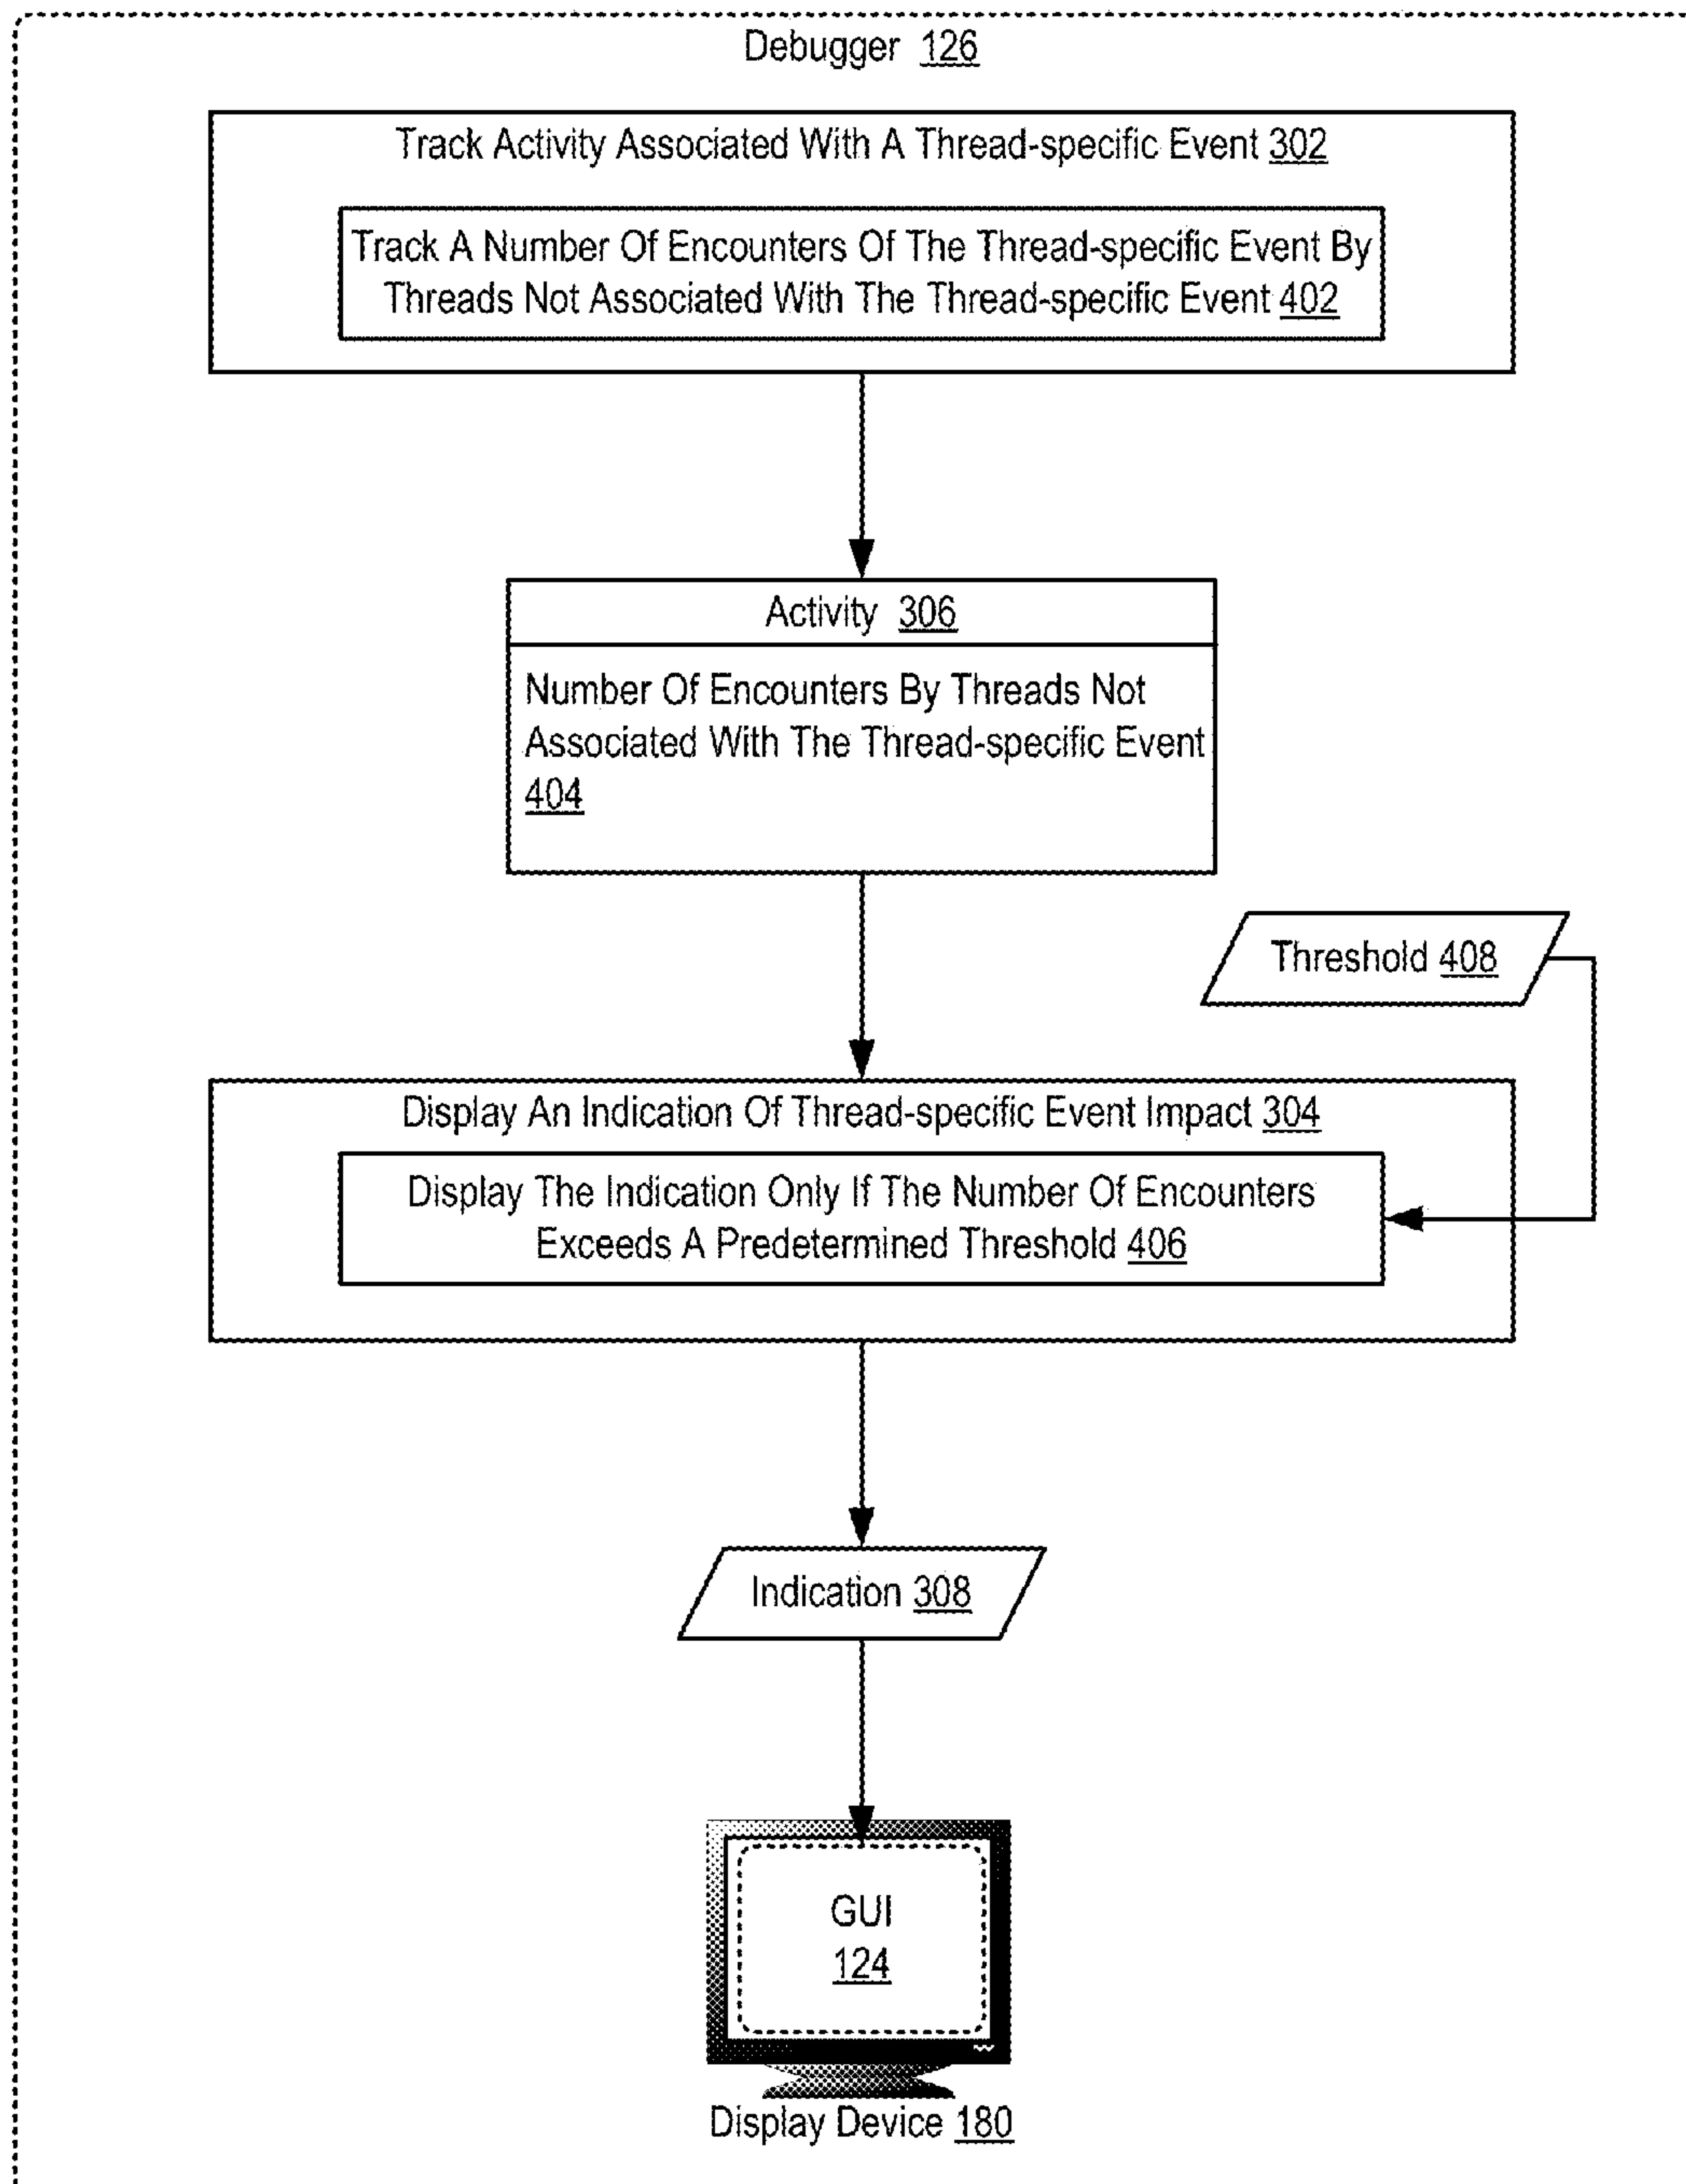 Debugger 126
Track Activity Associated With A Thread-specific Event 302
Track A Number Of Encounters Of The Thread-specific Event By
Threads Not Associated With The Thread-specific Event 402
Activity 306
Number Of Encounters By Threads Not
Associated With The Thread-specific Event
404
Threshold 408
Display An Indication Of Thread-specific Event Impact 304
Display The Indication Only If The Number Of Encounters
Exceeds A Predetermined Threshold 406
Indication 308
GUI
124
Display Device 180